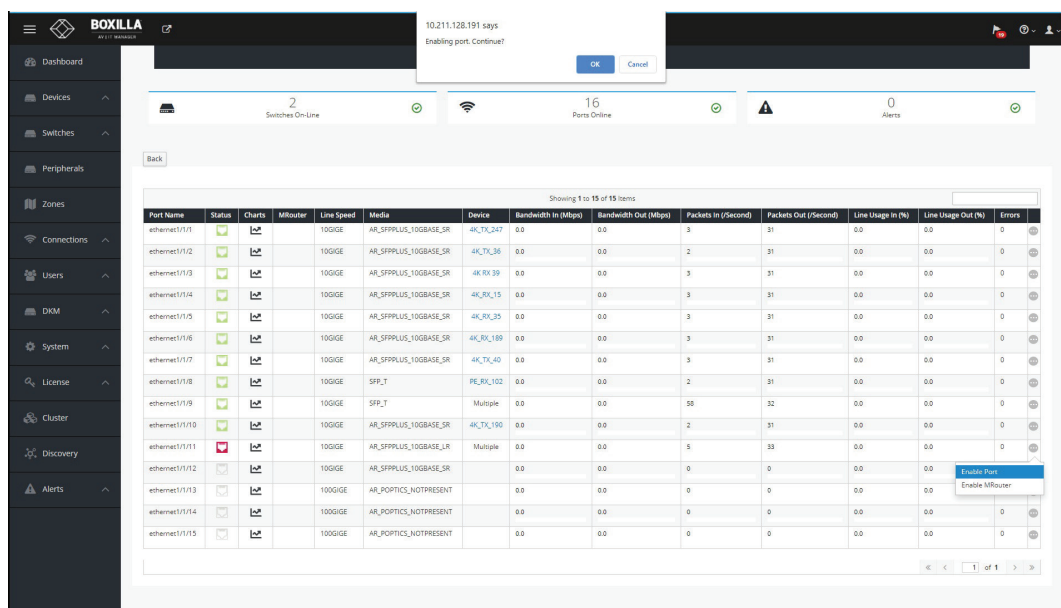 BOXILLA
AV/IT MANAGER
10.211.128.191 says
Enabling port. Continue?
OK Cancel
19
Dashboard
Devices
Switches
Peripherals
Zones
Connections
Users
DKM
System
License
Cluster
Discovery
Alerts
2
Switches On-Line
16
Ports Online
0
Alerts
Back
Showing 1 to 15 of 15 items
Port Name Status Charts MRouter Line Speed Media Device Bandwidth In (Mbps) Bandwidth Out (Mbps) Packets In (/Second) Packets Out (/Second) Line Usage In (%) Line Usage Out (%) Errors
ethernet1/1/1 10GIGE AR_SFPPLUS_10GBASE_SR 4K_TX_247 0.0 0.0 3 31 0.0 0.0 0
ethernet1/1/2 10GIGE AR_SFPPLUS_10GBASE_SR 4K_TX_36 0.0 0.0 2 31 0.0 0.0 0
ethernet1/1/3 10GIGE AR_SFPPLUS_10GBASE_SR 4K RX 39 0.0 0.0 3 31 0.0 0.0 0
ethernet1/1/4 10GIGE AR_SFPPLUS_10GBASE_SR 4K_RX_15 0.0 0.0 3 31 0.0 0.0 0
ethernet1/1/5 10GIGE AR_SFPPLUS_10GBASE_SR 4K_RX_35 0.0 0.0 3 31 0.0 0.0 0
ethernet1/1/6 10GIGE AR_SFPPLUS_10GBASE_SR 4K_RX_189 0.0 0.0 3 31 0.0 0.0 0
ethernet1/1/7 10GIGE AR_SFPPLUS_10GBASE_SR 4K_TX_40 0.0 0.0 3 31 0.0 0.0 0
ethernet1/1/8 10GIGE SFP_T PE_RX_102 0.0 0.0 2 31 0.0 0.0 0
ethernet1/1/9 10GIGE SFP_T Multiple 0.0 0.0 58 32 0.0 0.0 0
ethernet1/1/10 10GIGE AR_SFPPLUS_10GBASE_SR 4K_TX_190 0.0 0.0 2 31 0.0 0.0 0
ethernet1/1/11 10GIGE AR_SFPPLUS_10GBASE_LR Multiple 0.0 0.0 5 33 0.0 0.0 0
ethernet1/1/12 10GIGE AR_SFPPLUS_10GBASE_SR 0.0 0.0 0 0 0.0 0.0
Enable Port
Enable MRouter
ethernet1/1/13 100GIGE AR_POPTICS_NOTPRESENT 0.0 0.0 0 0 0.0 0.0
ethernet1/1/14 100GIGE AR_POPTICS_NOTPRESENT 0.0 0.0 0 0 0.0 0.0 0
ethernet1/1/15 100GIGE AR_POPTICS_NOTPRESENT 0.0 0.0 0 0 0.0 0.0 0
1 of 1